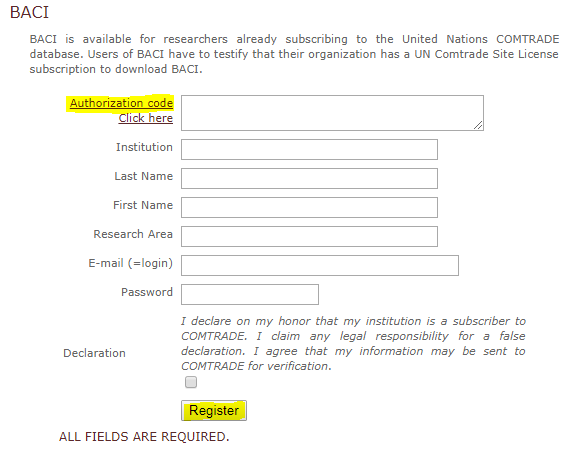 BACI
BACI is available for researchers already subscribing to the United Nations COMTRADE
database. Users of BACI have to testify that their organization has a UN Comtrade Site License
subscription to download BACI.
Authorization code
Click here
Institution
Last Name
First Name
Research Area
E-mail (=login)
Password
I declare on my honor that my institution is a subscriber to
COMTRADE. I claim any legal responsibility for a false
declaration. I agree that my information may be sent to
COMTRADE for verification.
Declaration
Register
ALL FIELDS ARE REQUIRED.